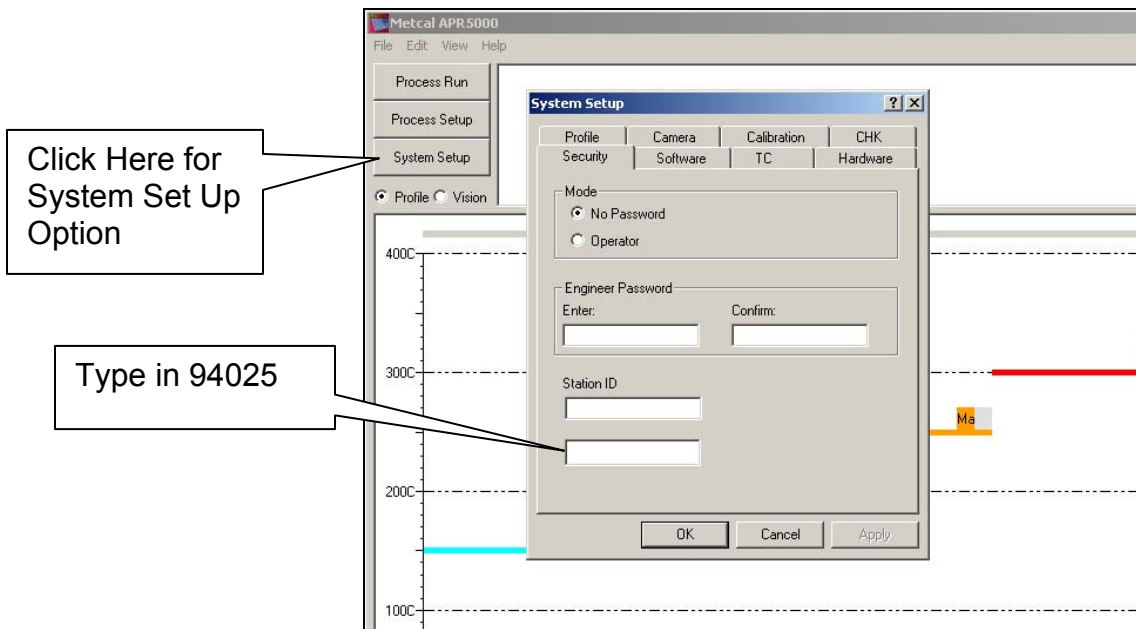 Metcal APR5000
File Edit View Help
Process Run
Process Setup
System Setup
Profile Vision
Click Here for
System Set Up
Option
System Setup
Profile Camera Calibration CHK
Security Software TC Hardware
Mode
No Password
Operator
Engineer Password
Enter: Confirm:
Station ID
Type in 94025
OK Cancel Apply
400C
300C
200C
100C
Ma